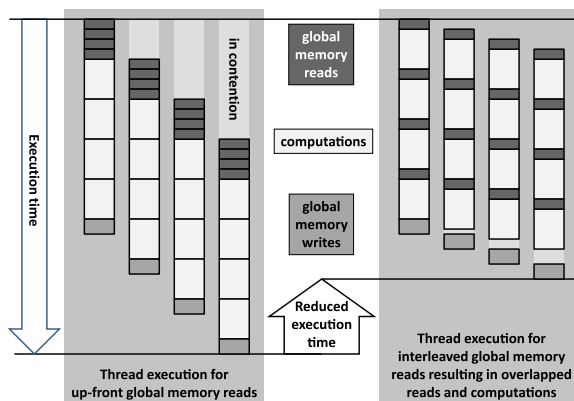 Execution time
in contention
global
memory
reads
computations
global
memory
writes
Reduced
execution
time
Thread execution for
up-front global memory reads
Thread execution for
interleaved global memory
reads resulting in overlapped
reads and computations